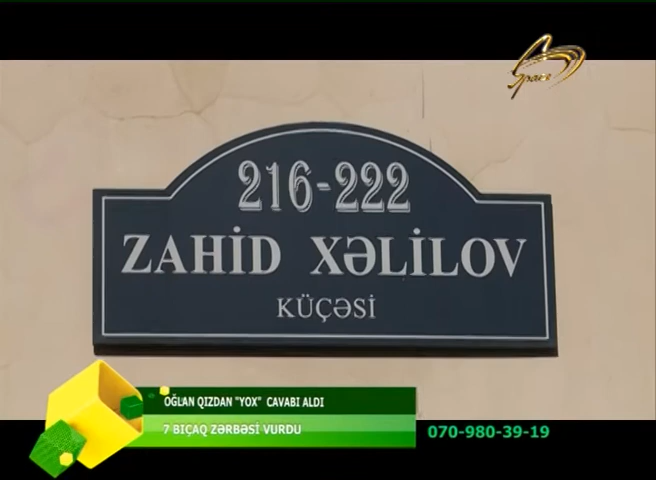 Space
216-222
ZAHİD XƏLİLOV
KÜÇƏSİ
OĞLAN QIZDAN "YOX" CAVABI ALDI
7 BIÇAQ ZƏRBƏSİ VURDU
070-980-39-19